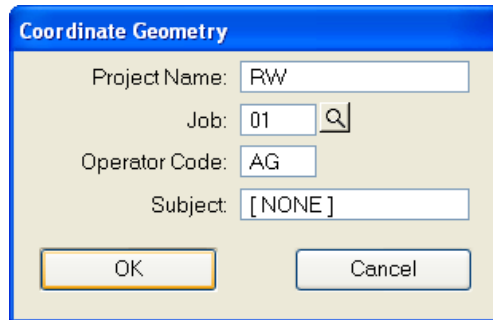 Coordinate Geometry
Project Name: RW
Job: 01
Operator Code: AG
Subject: [ NONE ]
OK Cancel